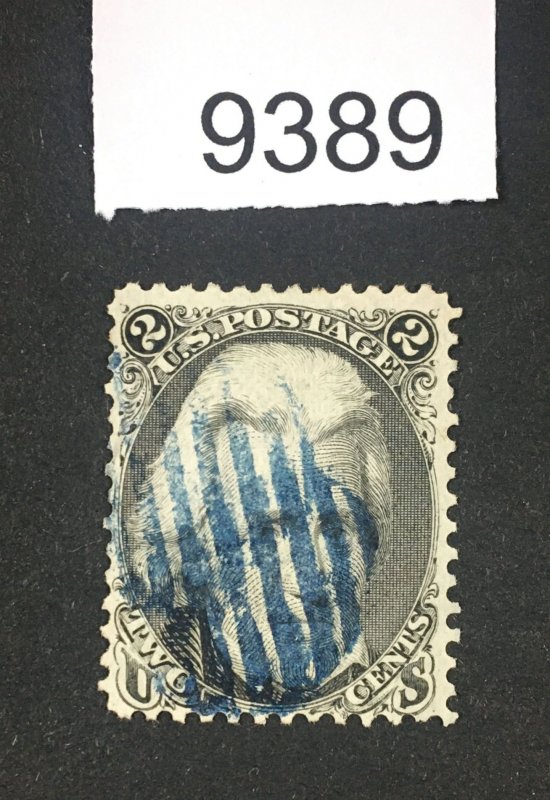 9389
2 U.S. POSTAGE 2
TWO CENTS
U S